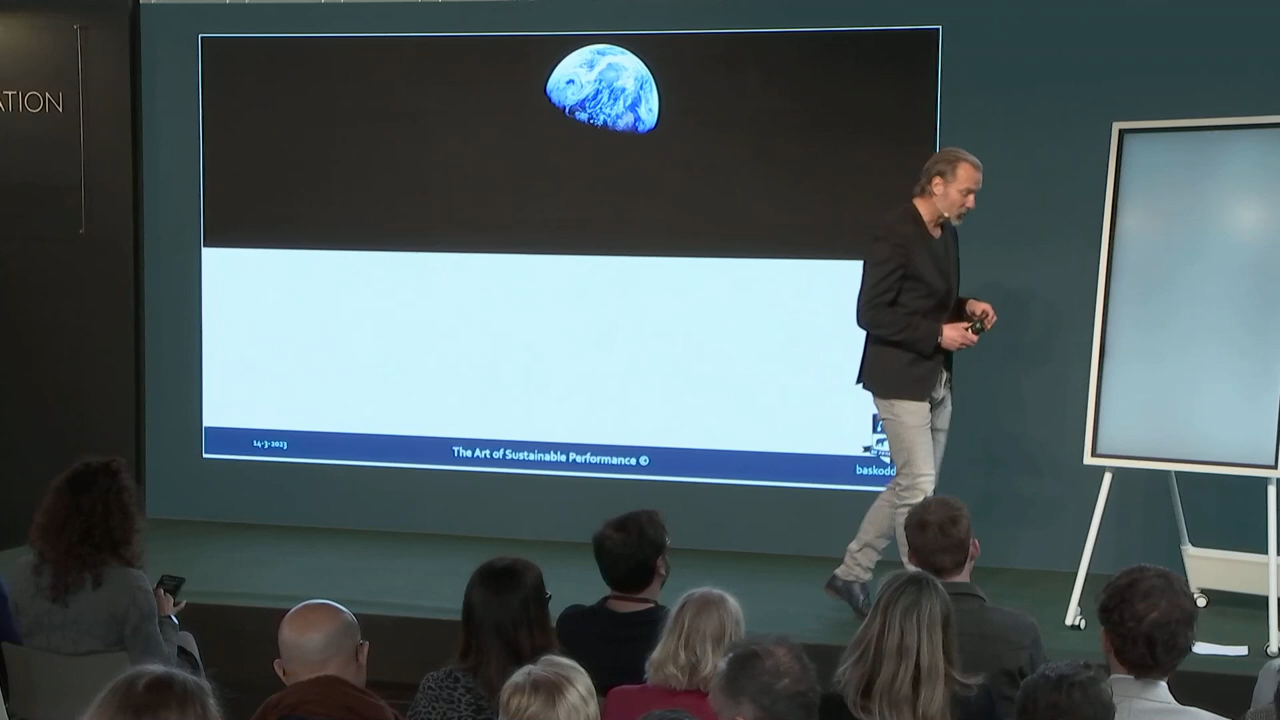 ATION
14-3-2023
The Art of Sustainable Performance ©
baskodd